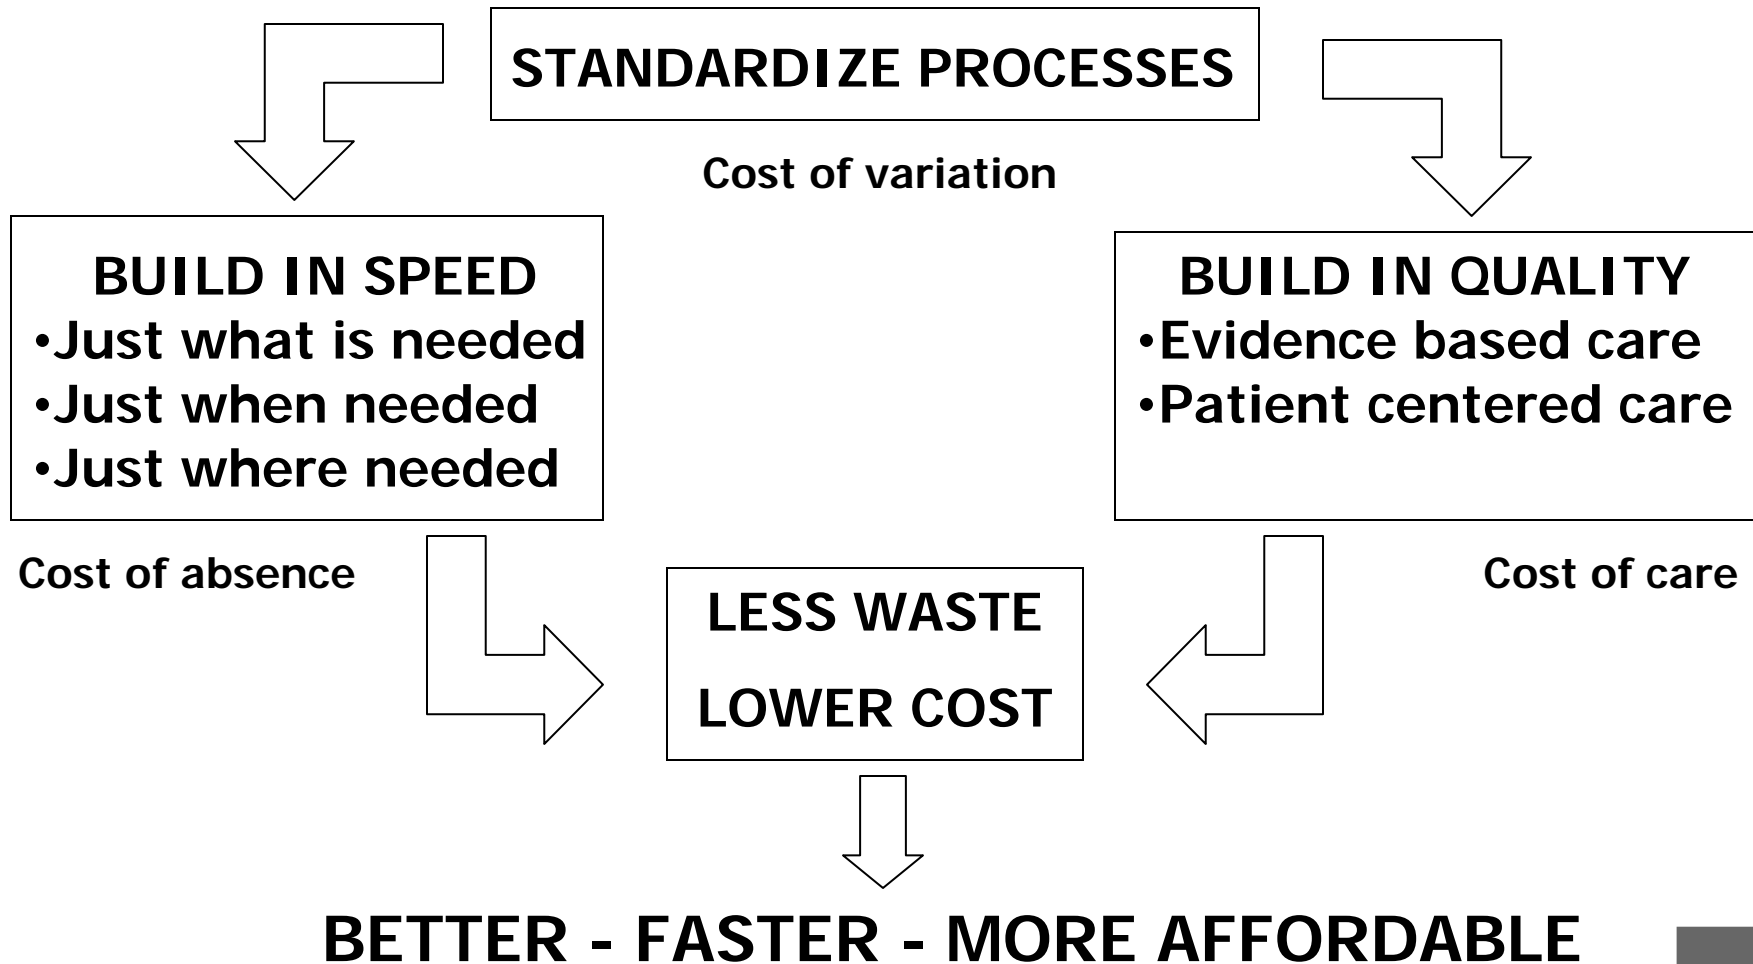 STANDARDIZE PROCESSES
Cost of variation
BUILD IN SPEED
•Just what is needed
•Just when needed
•Just where needed
Cost of absence
BUILD IN QUALITY
•Evidence based care
•Patient centered care
Cost of care
LESS WASTE
LOWER COST
BETTER - FASTER - MORE AFFORDABLE